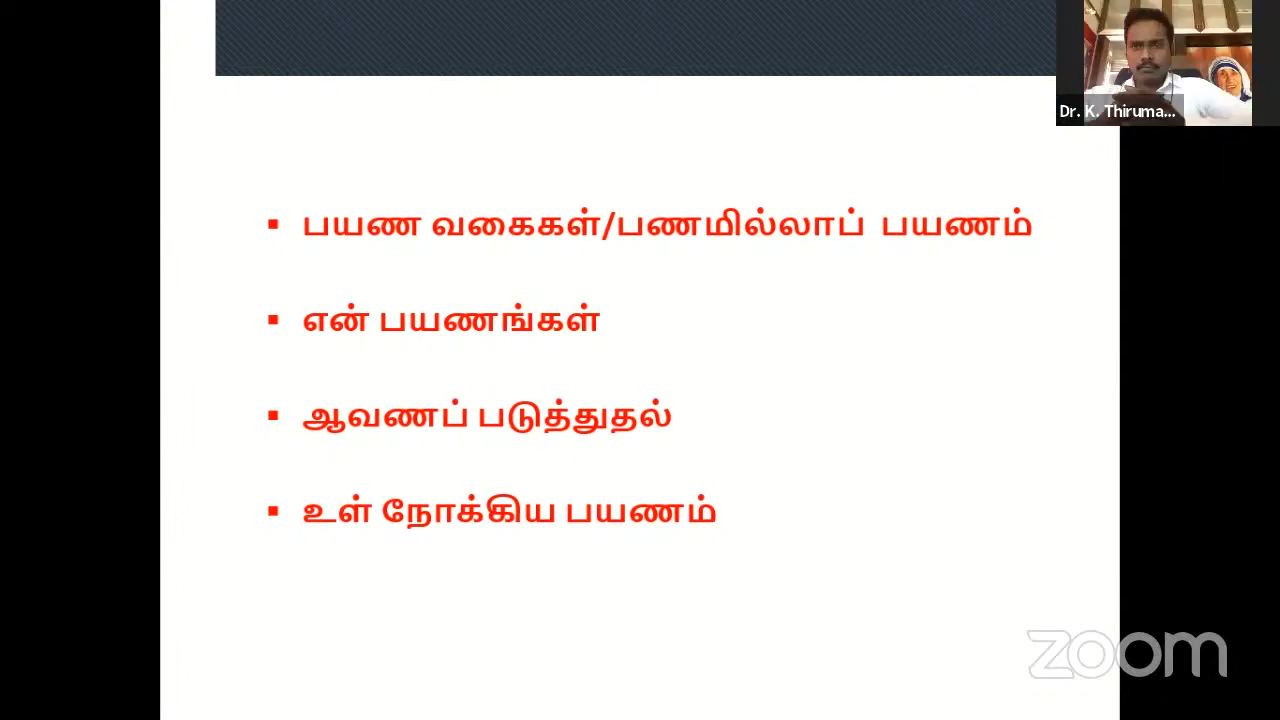 Dr. K. Thiruma...
▪ பயண வகைகள்/பணமில்லாப் பயணம்
▪ என் பயணங்கள்
▪ ஆவணப் படுத்துதல்
▪ உள் நோக்கிய பயணம்
zoom